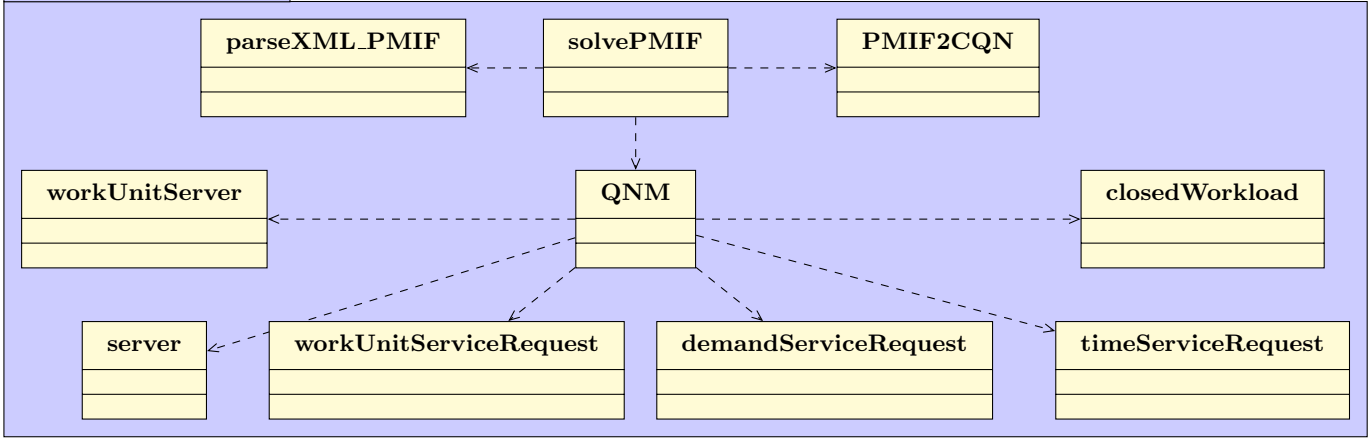 parseXML_PMIF
solvePMIF
PMIF2CQN
workUnitServer
QNM
closedWorkload
server
workUnitServiceRequest
demandServiceRequest
timeServiceRequest